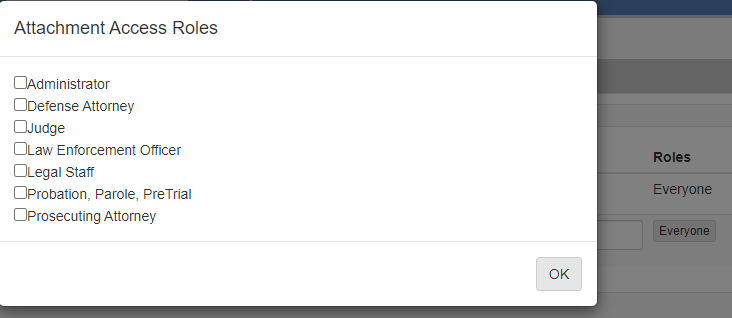 Attachment Access Roles
Administrator
Defense Attorney
Judge
Law Enforcement Officer
Legal Staff
Probation, Parole, PreTrial
Prosecuting Attorney
OK
Roles
Everyone
Everyone